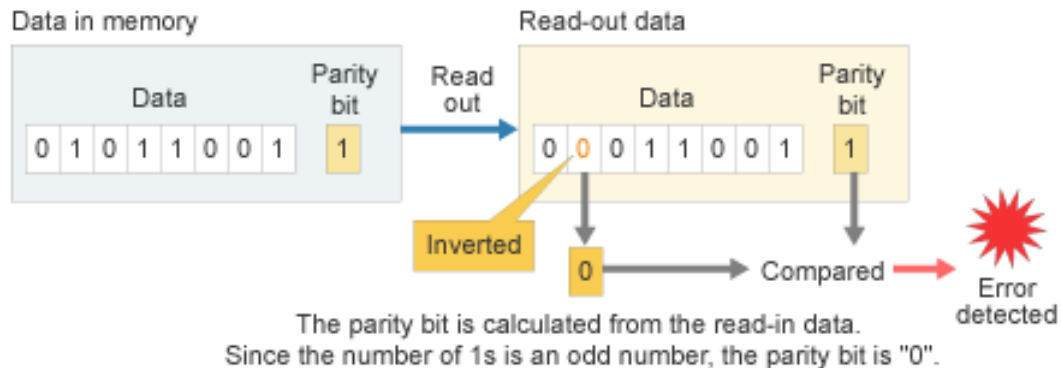 Data in memory
Read-out data
Data
Parity
bit
Read
out
Data
Parity
bit
0 1 0 1 1 0 0 1
1
0 0 0 1 1 0 0 1
1
Inverted
0
Compared
Error
detected
The parity bit is calculated from the read-in data.
Since the number of 1s is an odd number, the parity bit is "0".